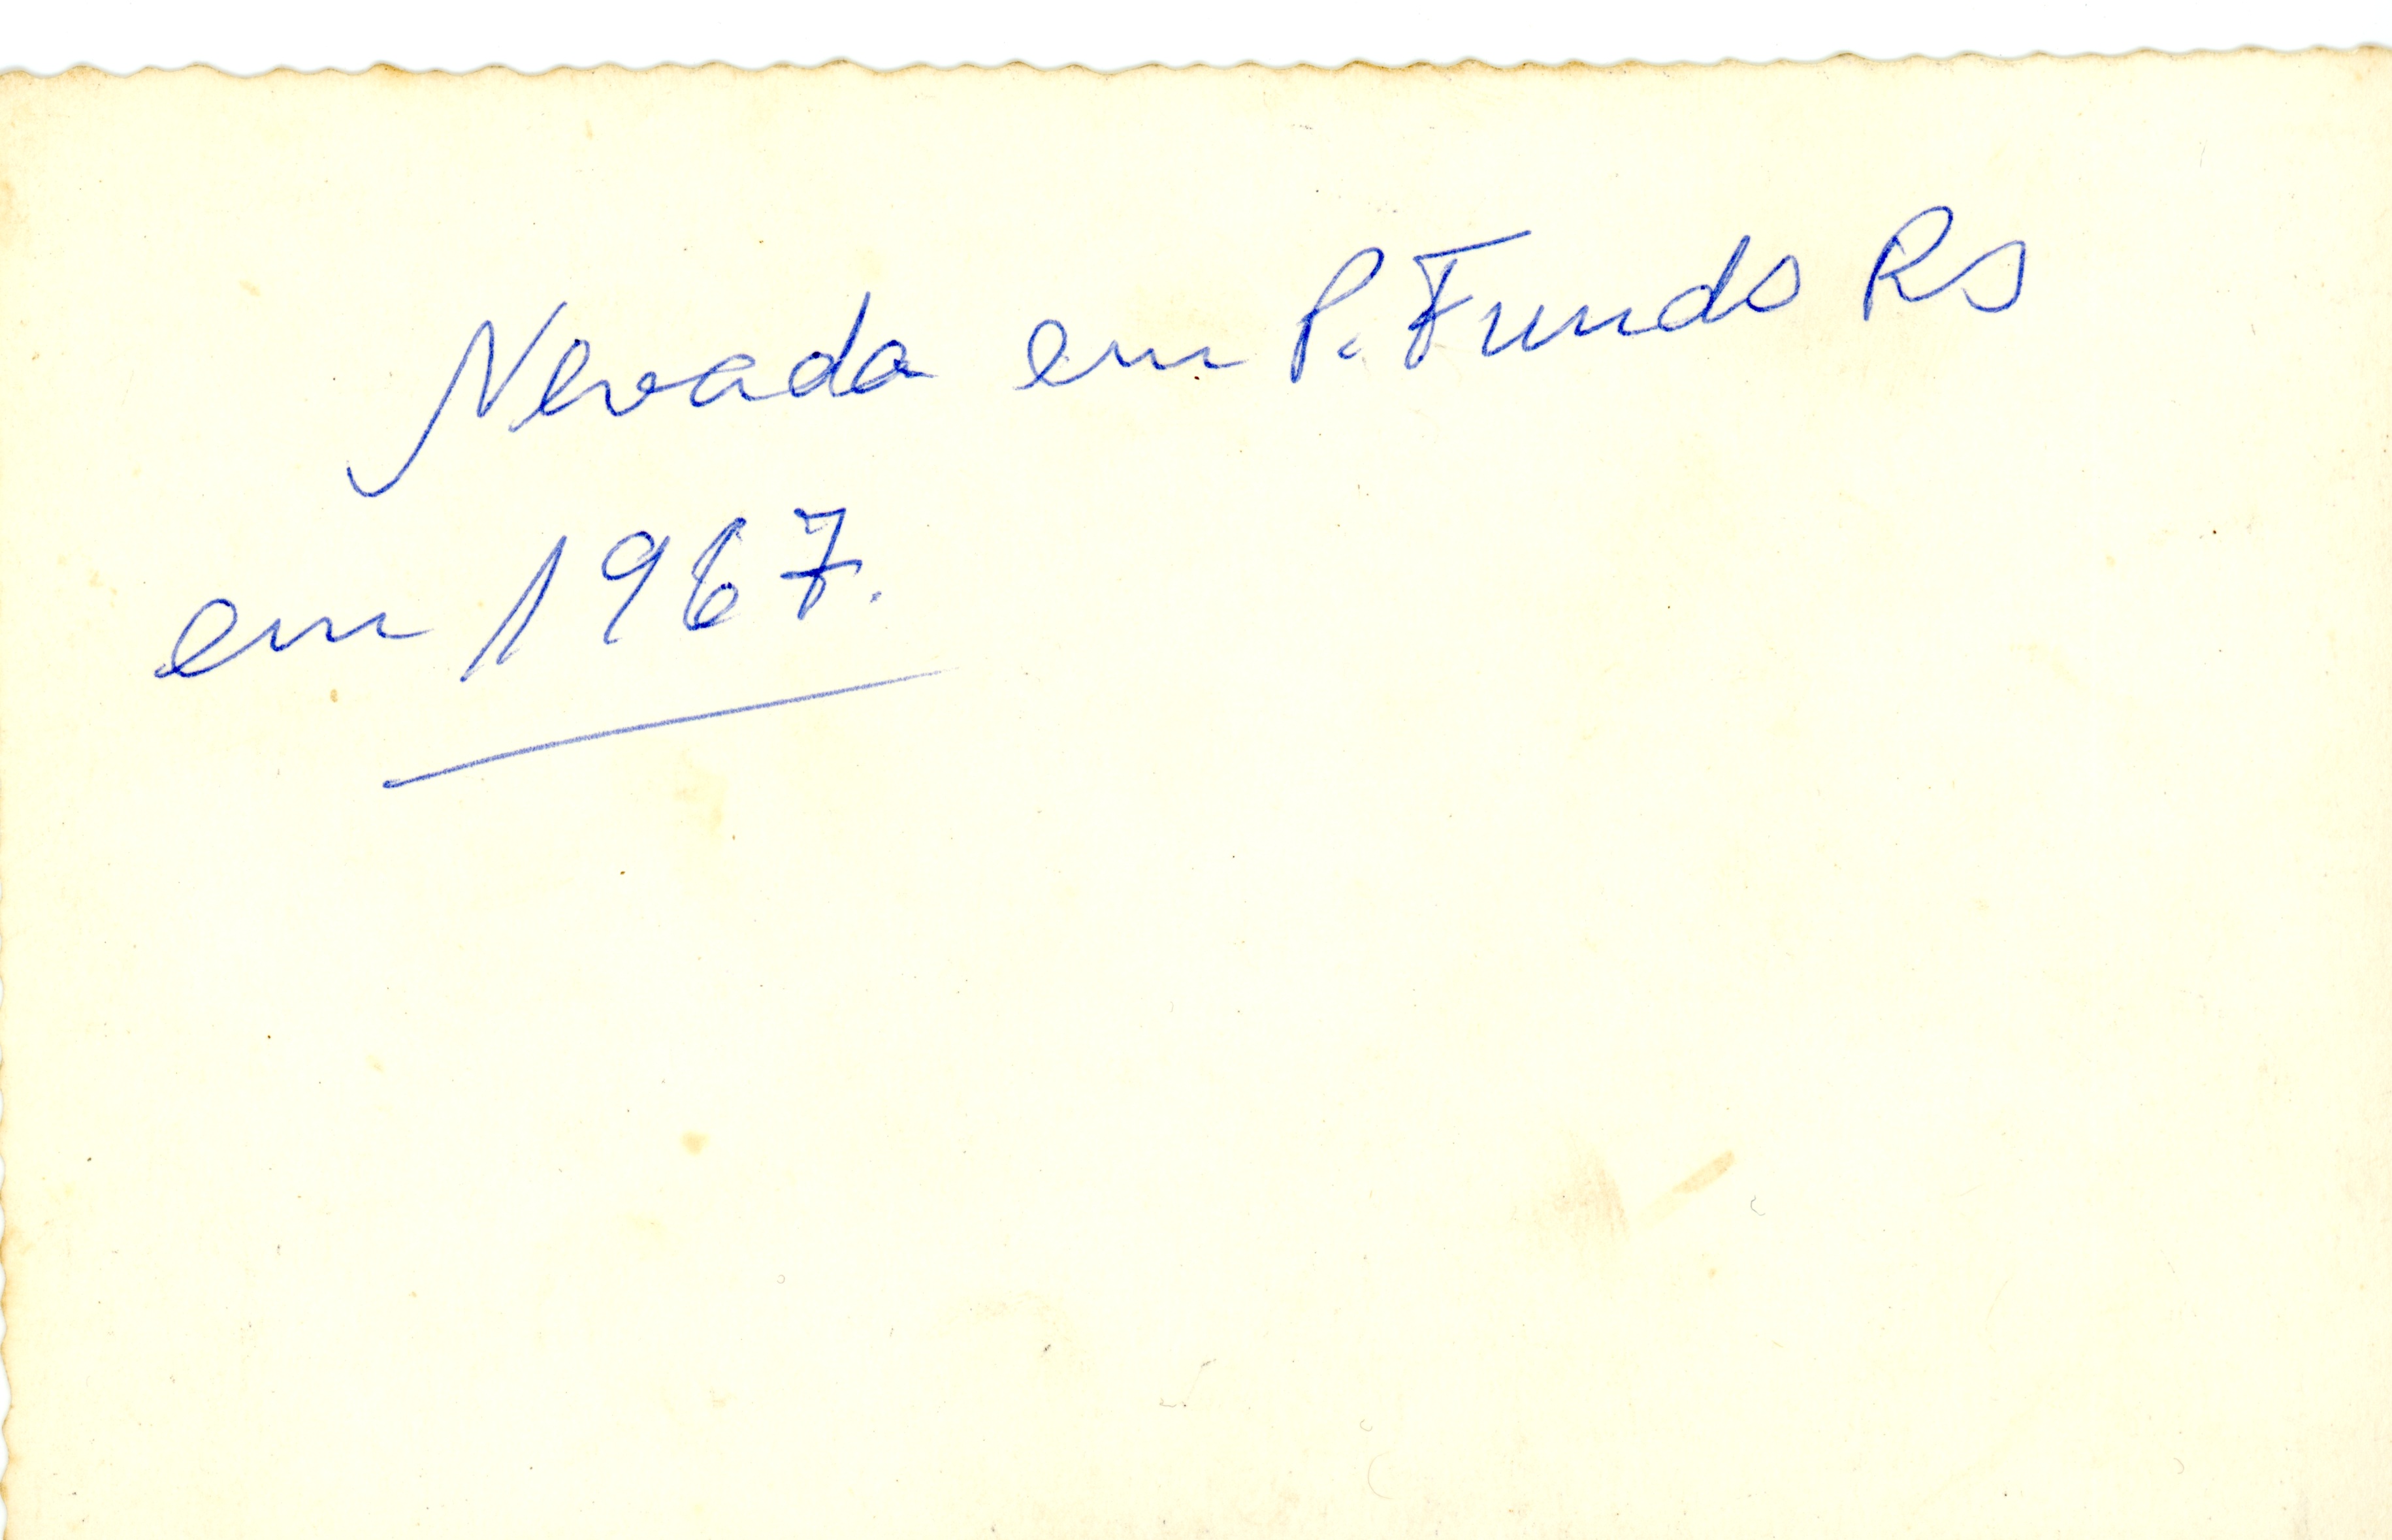 Nevada em P. Fundo Rs
em 1967.